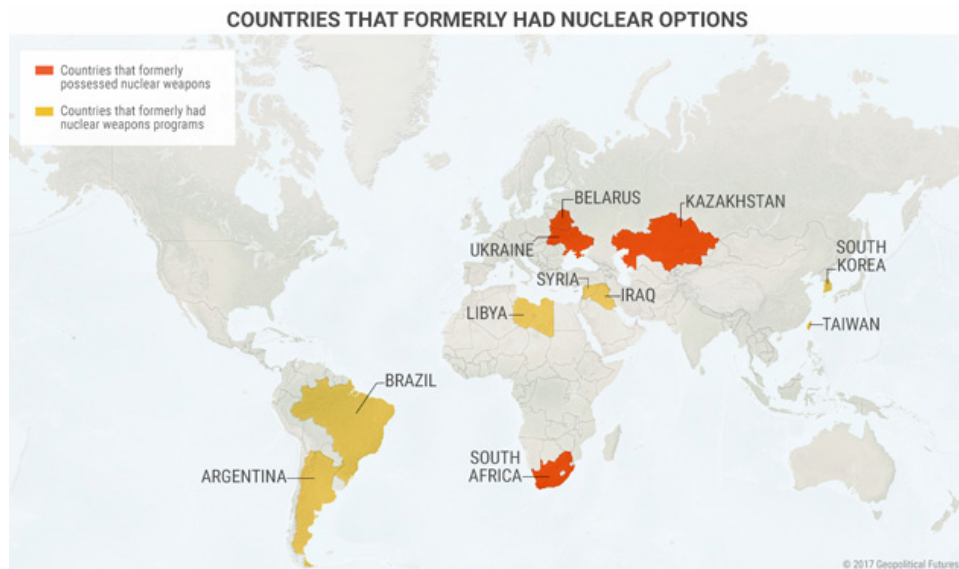 COUNTRIES THAT FORMERLY HAD NUCLEAR OPTIONS
Countries that formerly
possessed nuclear weapons
Countries that formerly had
nuclear weapons programs
BELARUS
KAZAKHSTAN
UKRAINE
SOUTH
KOREA
SYRIA
IRAQ
LIBYA
TAIWAN
BRAZIL
ARGENTINA
SOUTH
AFRICA
© 2017 Geopolitical Futures